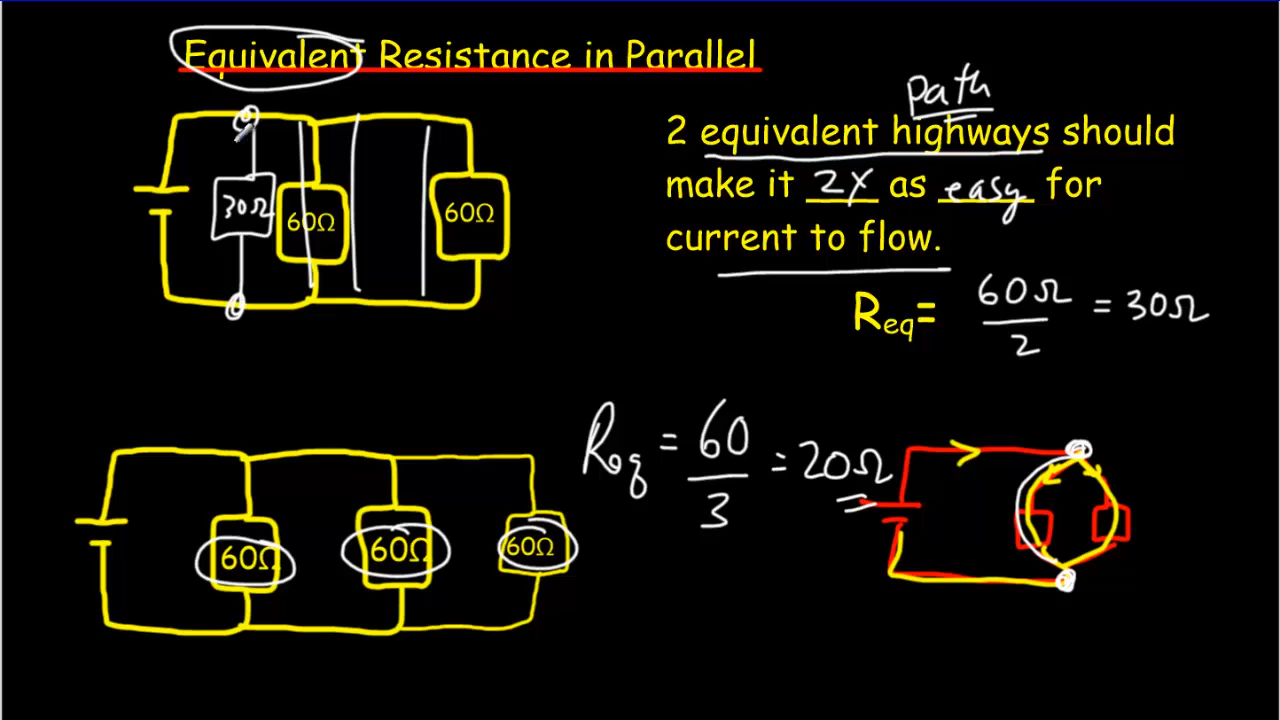 Equivalent Resistance in Parallel
path
2 equivalent highways should
make it 2X as easy for
current to flow.
30Ω
60Ω
60Ω
Req= 60Ω/2 = 30Ω
Req = 60/3 = 20Ω
60Ω
60Ω
60Ω